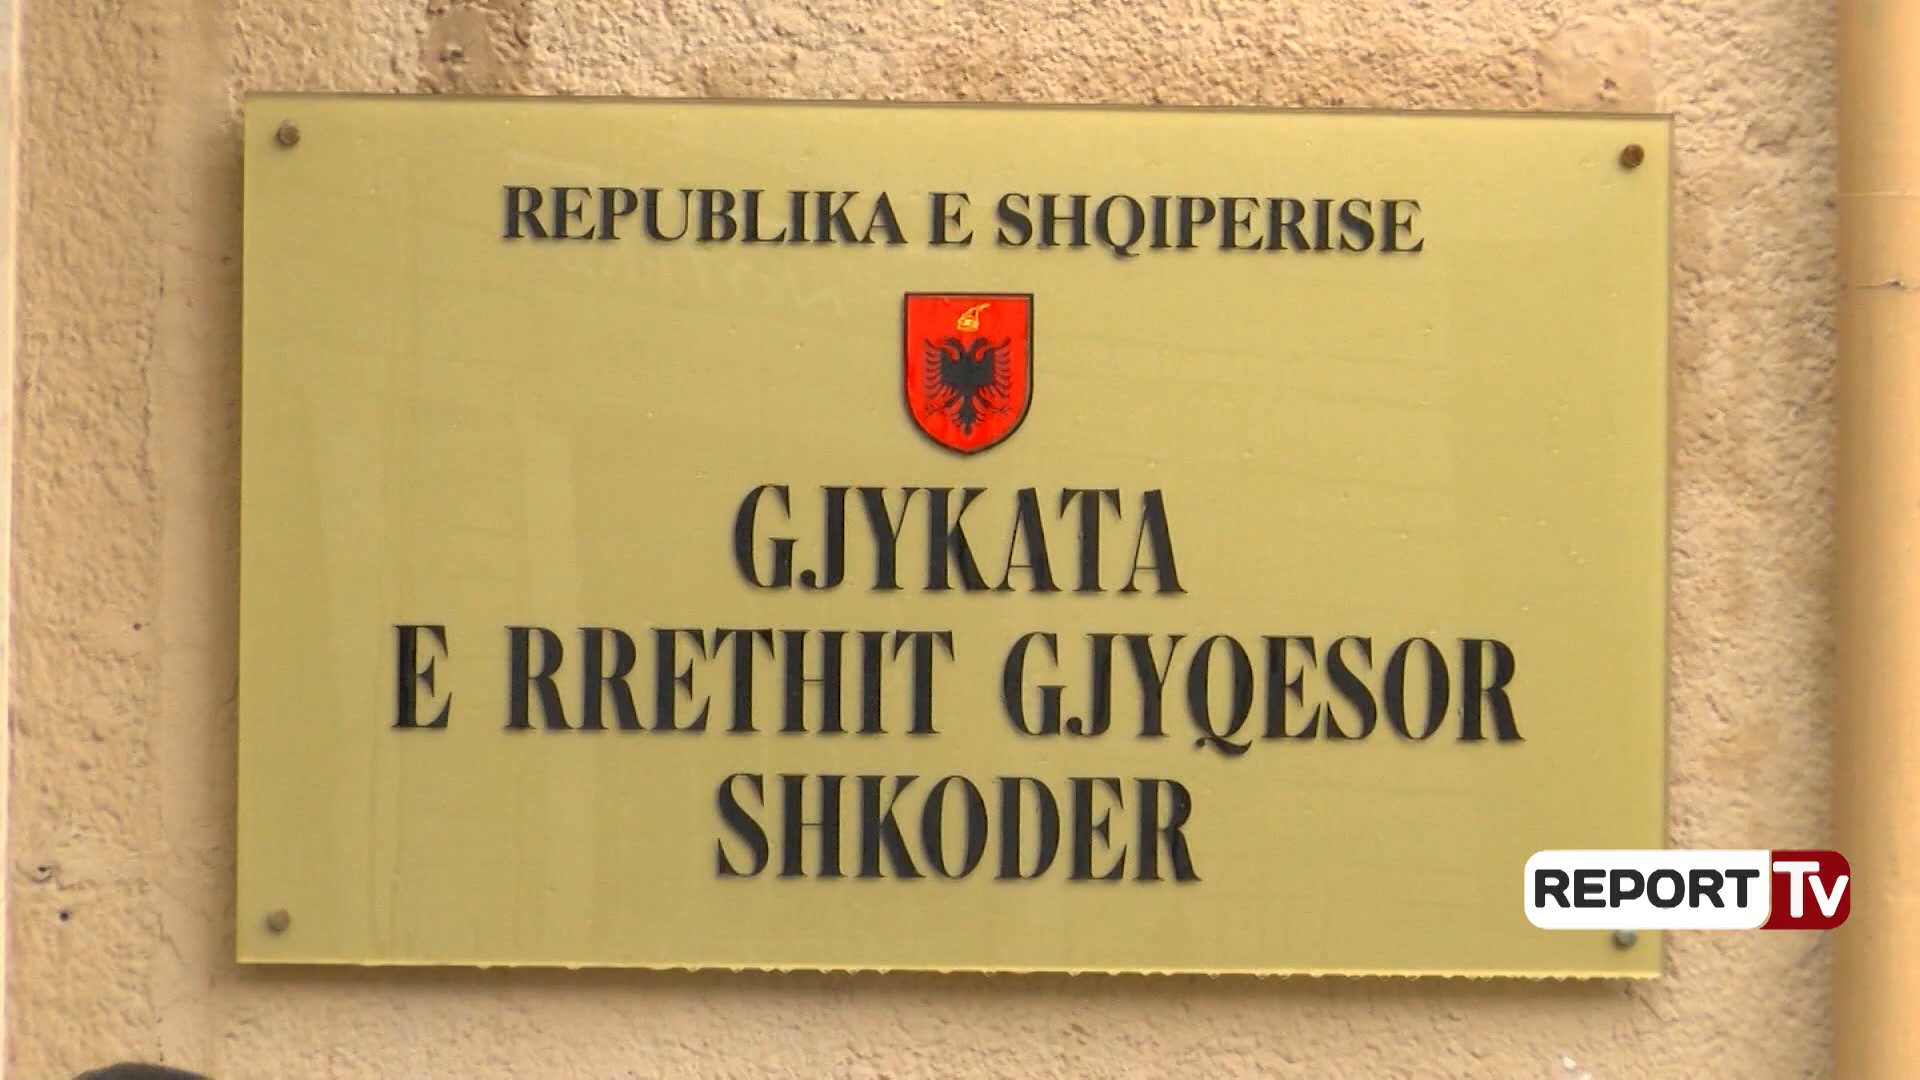 REPUBLIKA E SHQIPERISE
GJYKATA
E RRETHIT GJYQESOR
SHKODER
REPORT Tv